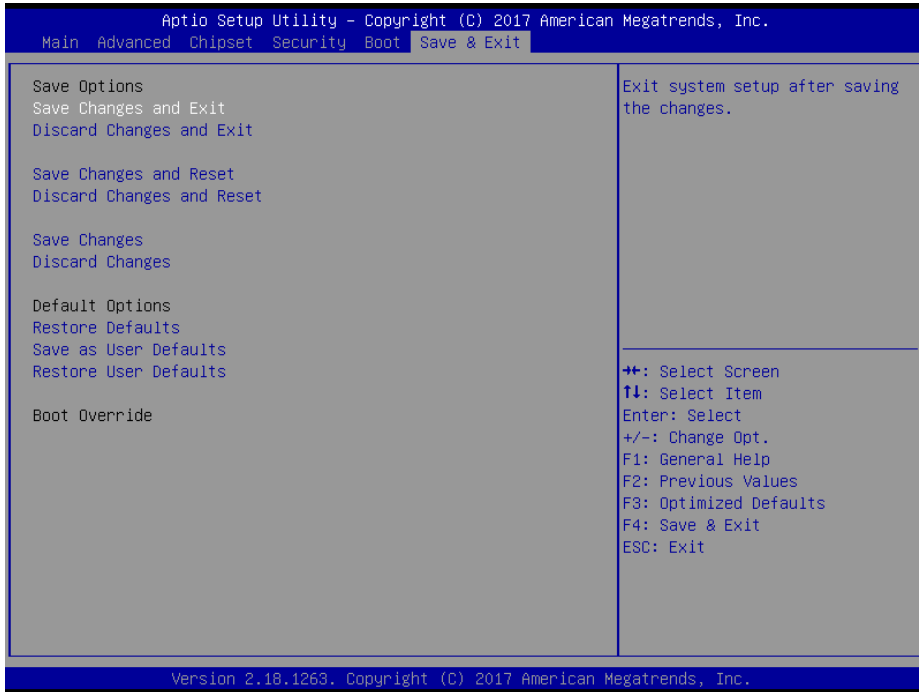 Aptio Setup Utility – Copyright (C) 2017 American Megatrends, Inc.
Main Advanced Chipset Security Boot Save & Exit
Save Options
Save Changes and Exit
Discard Changes and Exit
Save Changes and Reset
Discard Changes and Reset
Save Changes
Discard Changes
Default Options
Restore Defaults
Save as User Defaults
Restore User Defaults
Boot Override
Exit system setup after saving
the changes.
→←: Select Screen
↑↓: Select Item
Enter: Select
+/-: Change Opt.
F1: General Help
F2: Previous Values
F3: Optimized Defaults
F4: Save & Exit
ESC: Exit
Version 2.18.1263. Copyright (C) 2017 American Megatrends, Inc.